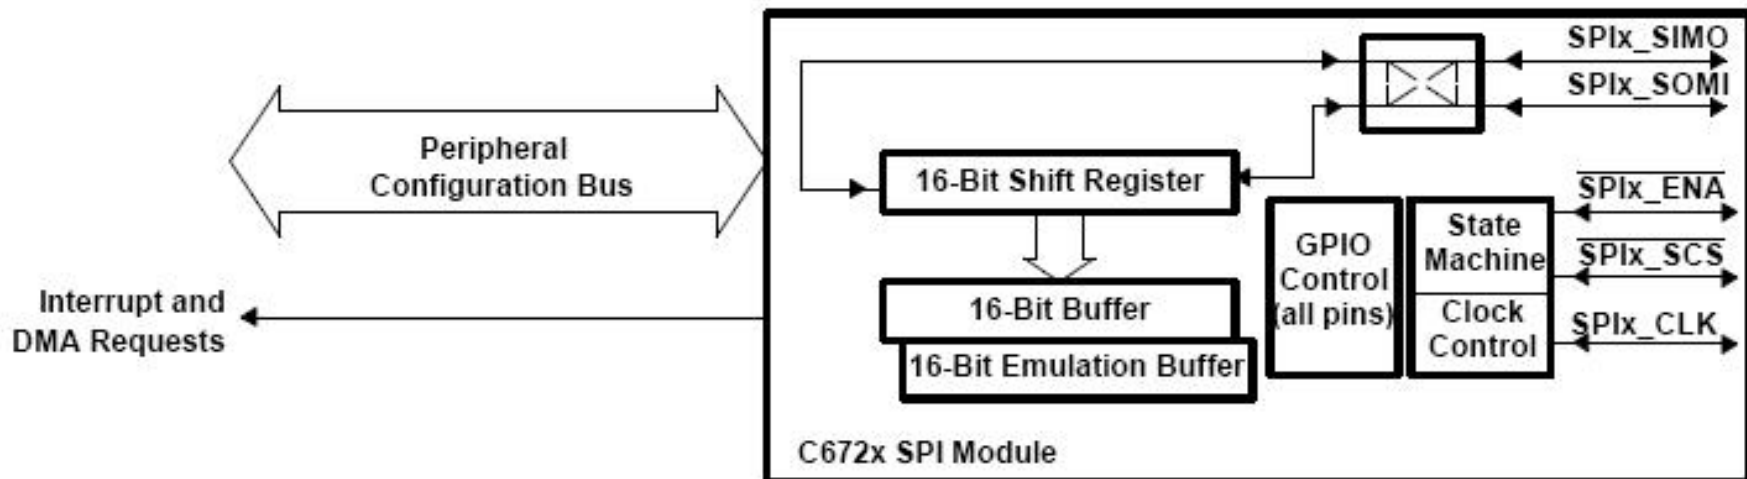 SPIx_SIMO
SPIx_SOMI
Peripheral
Configuration Bus
16-Bit Shift Register
SPIx_ENA
GPIO
Control
(all pins)
State
Machine
SPIx_SCS
Interrupt and
DMA Requests
16-Bit Buffer
Clock
Control
SPIx_CLK
16-Bit Emulation Buffer
C672x SPI Module